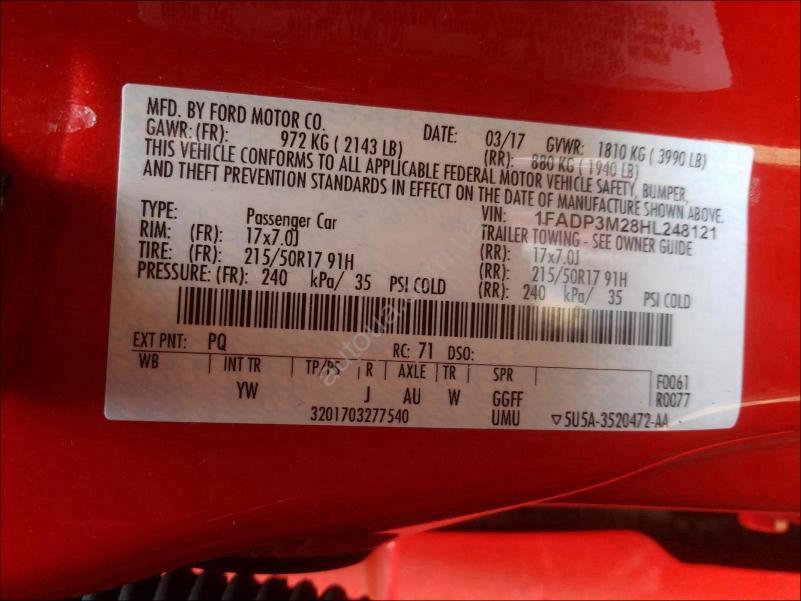 MFD. BY FORD MOTOR CO. DATE: 03/17 GVWR: 1810 KG ( 3990 LB)
GAWR: (FR): 972 KG ( 2143 LB) (RR): 880 KG ( 1940 LB)
THIS VEHICLE CONFORMS TO ALL APPLICABLE FEDERAL MOTOR VEHICLE SAFETY, BUMPER,
AND THEFT PREVENTION STANDARDS IN EFFECT ON THE DATE OF MANUFACTURE SHOWN ABOVE.
TYPE: Passenger Car VIN: 1FADP3M28HL248121
TRAILER TOWING - SEE OWNER GUIDE
RIM: (FR): 17x7.0J (RR): 17x7.0J
TIRE: (FR): 215/50R17 91H (RR): 215/50R17 91H
PRESSURE: (FR): 240 kPa/ 35 PSI COLD (RR): 240 kPa/ 35 PSI COLD
EXT PNT: PQ RC: 71 DSO:
WB INT TR TP/PS R AXLE TR SPR F0061
YW J AU W GGFF R0077
3201703277540 UMU ▽5U5A-3520472-AA